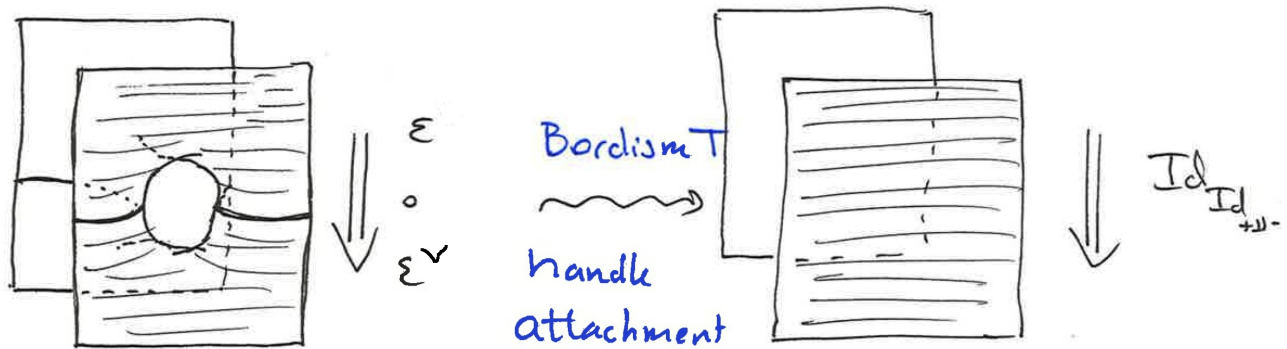 ε
∘
ε^∨
Bordism T
handle
attachment
Id_{Id_{+⊔-}}